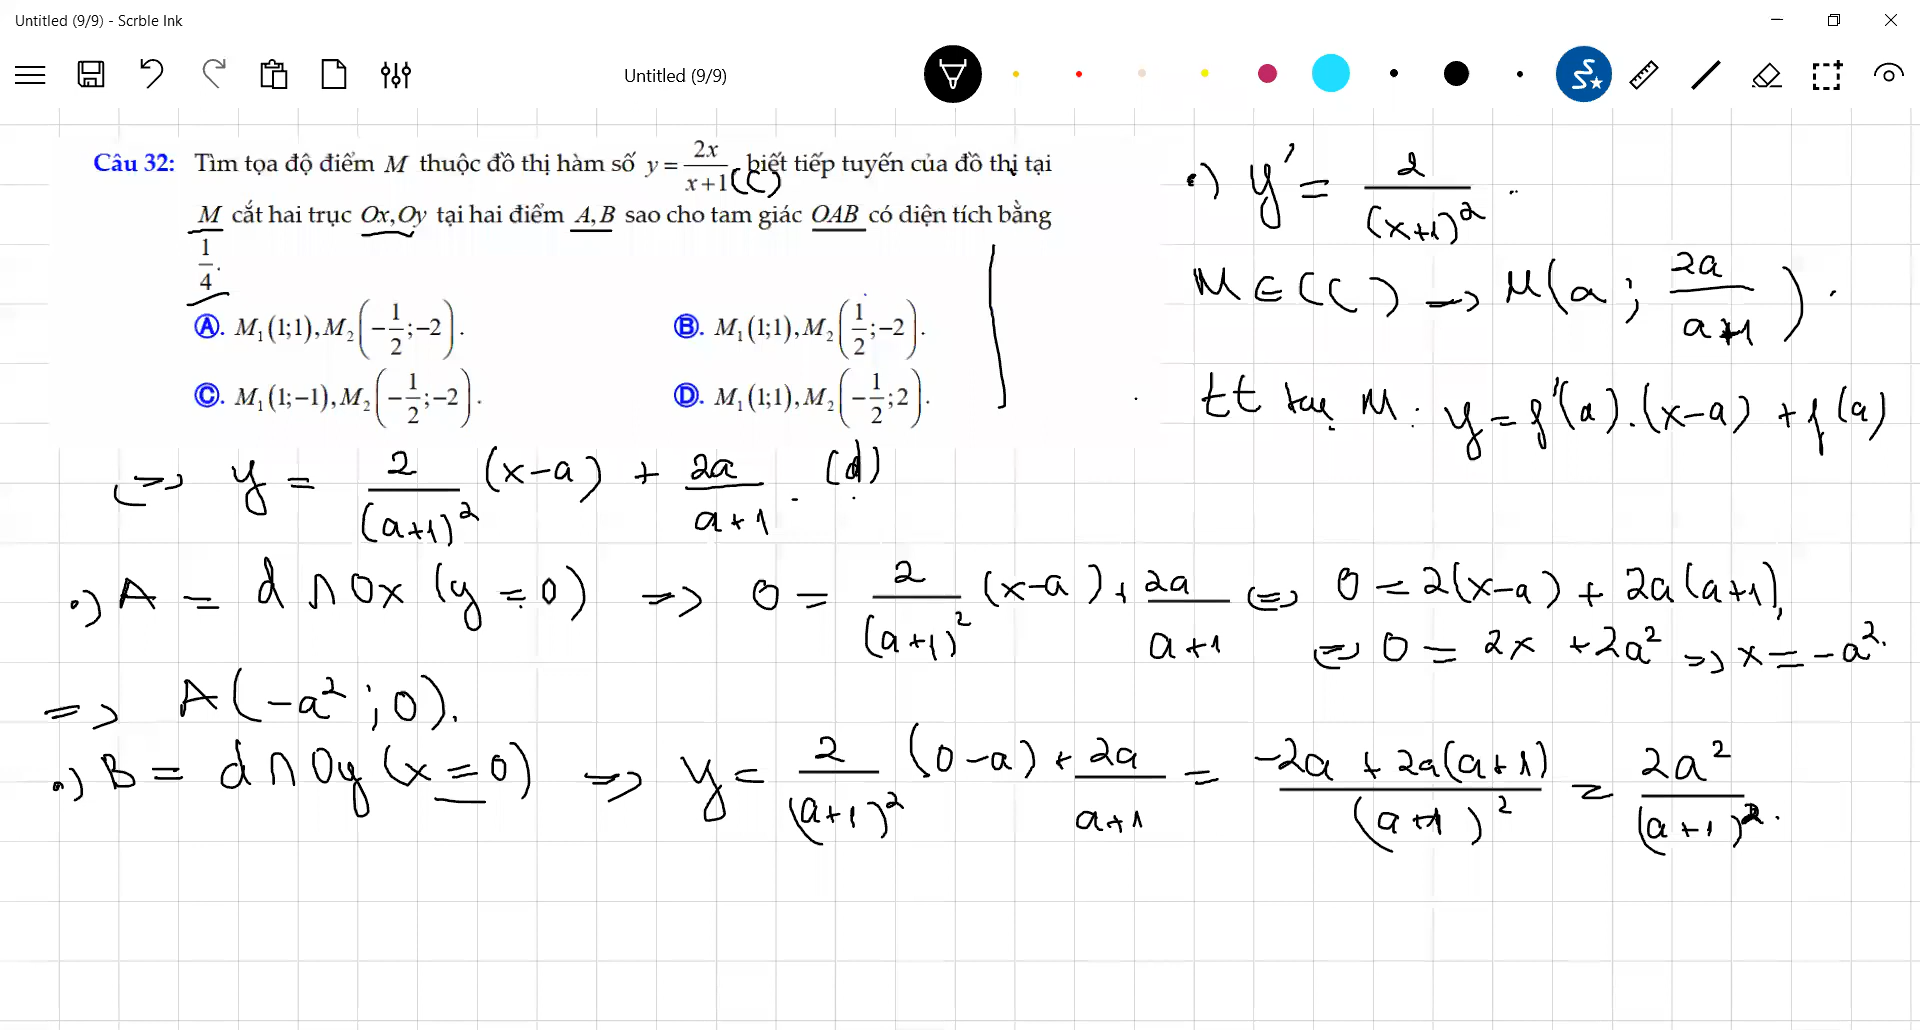 Untitled (9/9) - Scrble Ink
Untitled (9/9)
Câu 32: Tìm tọa độ điểm M thuộc đồ thị hàm số y = 2x/(x+1) (C) biết tiếp tuyến của đồ thị tại
M cắt hai trục Ox, Oy tại hai điểm A, B sao cho tam giác OAB có diện tích bằng
1/4.
A. M₁(1;1), M₂(-1/2;-2).
B. M₁(1;1), M₂(1/2;-2).
C. M₁(1;-1), M₂(-1/2;-2).
D. M₁(1;1), M₂(-1/2;2).
•) y' = 2/(x+1)².
M ∈ (C) → M(a; 2a/(a+1)).
tt tại M: y = f'(a).(x-a) + f(a)
<=> y = 2/(a+1)² (x-a) + 2a/(a+1). (d)
•) A = d ∩ Ox (y=0) => 0 = 2/(a+1)² (x-a) + 2a/(a+1) <=> 0 = 2(x-a) + 2a(a+1),
<=> 0 = 2x + 2a² => x = -a².
=> A(-a²; 0).
•) B = d ∩ Oy (x=0) => y = 2/(a+1)² (0-a) + 2a/(a+1) = (-2a + 2a(a+1))/(a+1)² = 2a²/(a+1)².